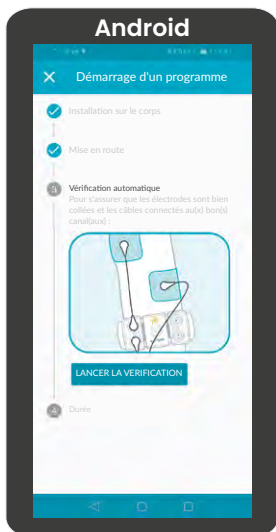 Android
Démarrage d'un programme
Installation sur le corps
Mise en route
3 Vérification automatique
Pour s'assurer que les électrodes sont bien
collées et les câbles connectés au(x) bon(s)
canal(aux) :
LANCER LA VERIFICATION
4 Durée